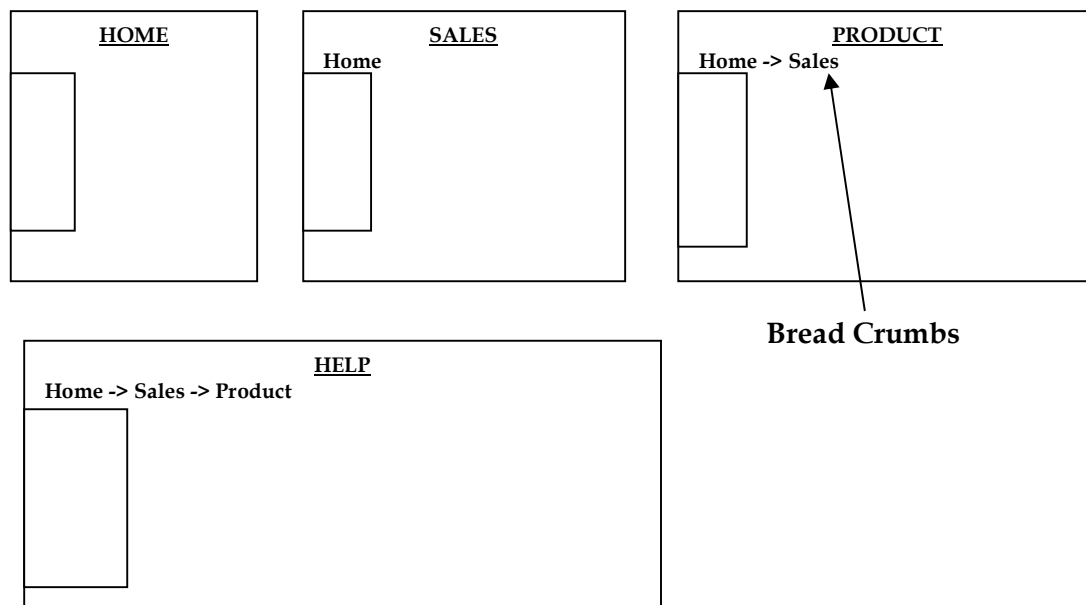 HOME
Home
SALES
Home -> Sales
PRODUCT
Bread Crumbs
HELP
Home -> Sales -> Product